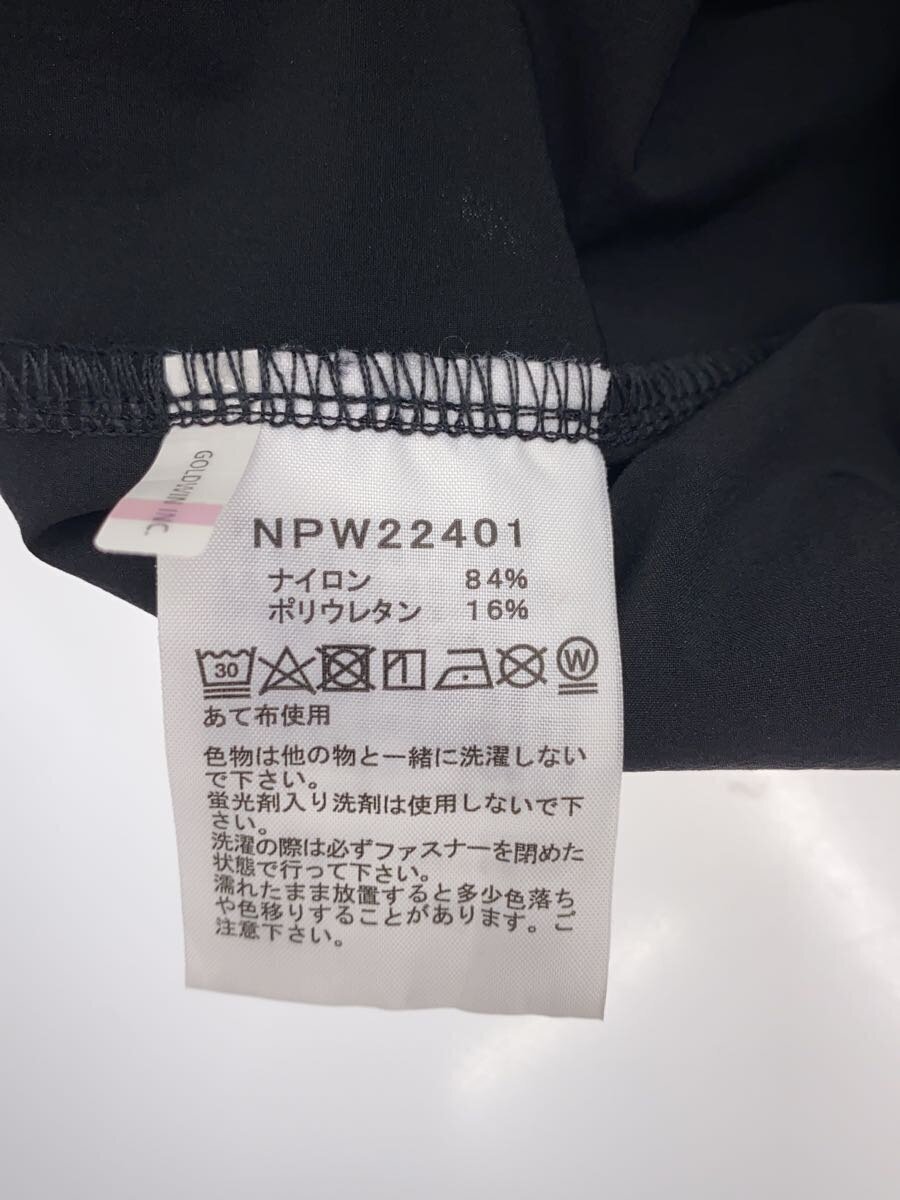 GOLDWIN INC.
NPW22401
ナイロン 84%
ポリウレタン 16%
30
W
あて布使用
色物は他の物と一緒に洗濯しない
で下さい。
蛍光剤入り洗剤は使用しないで下
さい。
洗濯の際は必ずファスナーを閉めた
状態で行って下さい。
濡れたまま放置すると多少色落ち
や色移りすることがあります。ご
注意下さい。